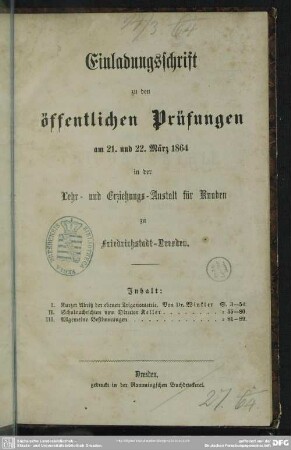 Einladungsschrift
zu den
öffentlichen Prüfungen
am 21. und 22. März 1864
in der
Lehr- und Erziehungs-Anstalt für Knaben
zu
Friedrichstadt-Dresden.
Inhalt:
I. Kurzer Abriß der ebenen Trigonometrie. Von Dr. Winkler S. 3—54
II. Schulnachrichten vom Director Keller . . . . . . . . . = 55—80
III. Allgemeine Bestimmungen . . . . . . . . . . = 81—82.
Dresden,
gedruckt in der Rammingschen Buchdruckerei.